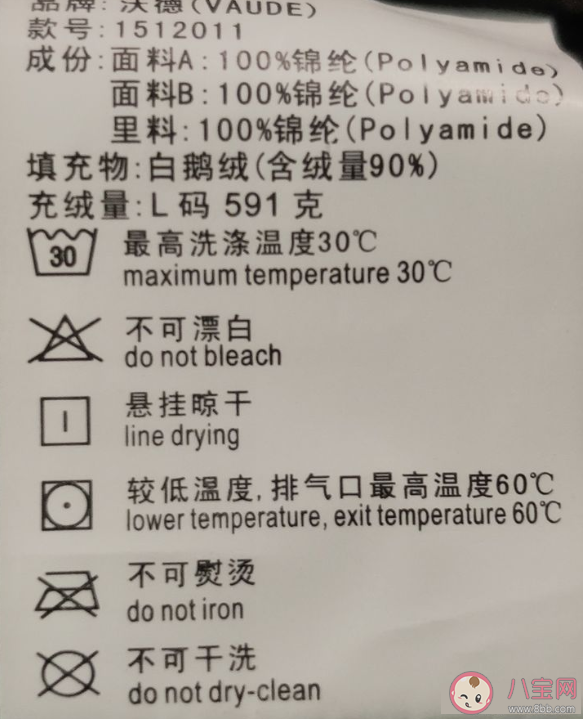 品牌:沃德(VAUDE)
款号:1512011
成份:面料A:100%锦纶(Polyamide)
面料B:100%锦纶(Polyamide)
里料:100%锦纶(Polyamide)
填充物:白鹅绒(含绒量90%)
充绒量:L码 591 克
30
最高洗涤温度30℃
maximum temperature 30℃
不可漂白
do not bleach
悬挂晾干
line drying
较低温度,排气口最高温度60℃
lower temperature, exit temperature 60℃
不可熨烫
do not iron
不可干洗
do not dry-clean
八宝网
www.8bb.com